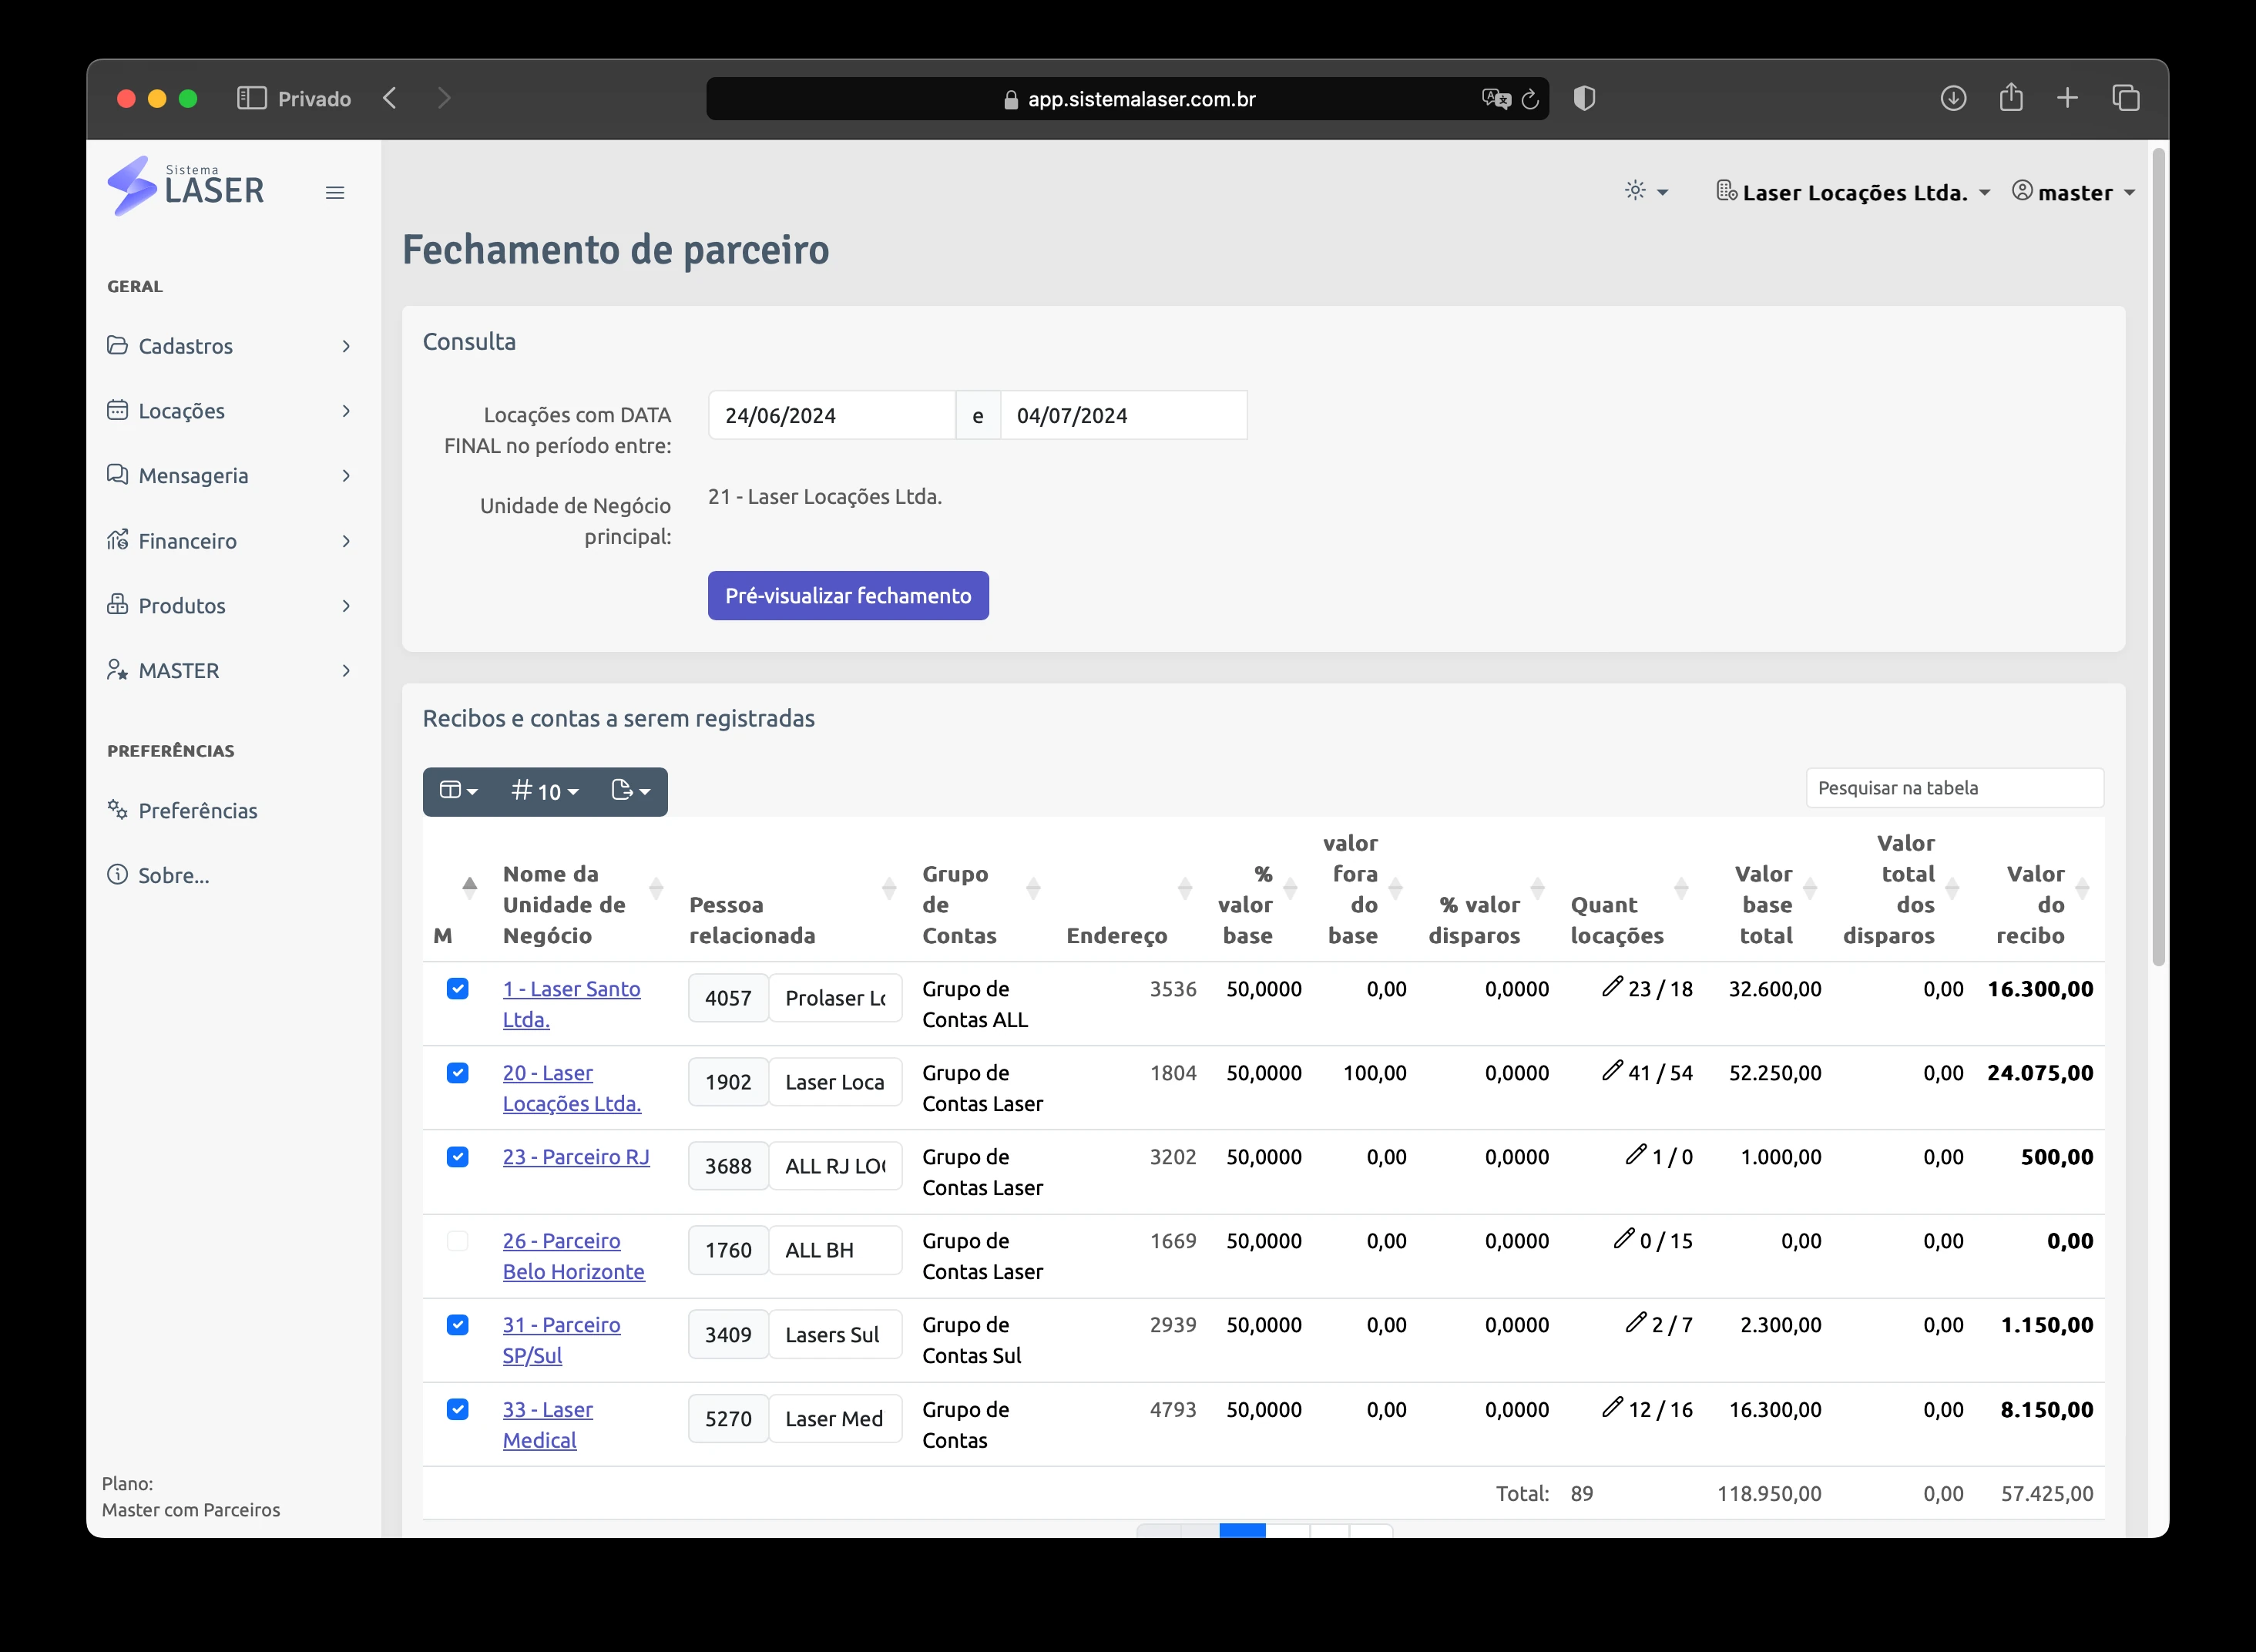 Privado
app.sistemalaser.com.br
Sistema
LASER
Laser Locações Ltda.
master
GERAL
Cadastros
Locações
Mensageria
Financeiro
Produtos
MASTER
PREFERÊNCIAS
Preferências
Sobre...
Plano:
Master com Parceiros
Fechamento de parceiro
Consulta
Locações com DATA
FINAL no período entre:
24/06/2024 e 04/07/2024
Unidade de Negócio
principal:
21 - Laser Locações Ltda.
Pré-visualizar fechamento
Recibos e contas a serem registradas
10
Pesquisar na tabela
M
Nome da
Unidade de
Negócio
Pessoa
relacionada
Grupo
de
Contas
Endereço
%
valor
base
valor
fora
do
base
% valor
disparos
Quant
locações
Valor
base
total
Valor
total
dos
disparos
Valor
do
recibo
1 - Laser Santo 4057 Prolaser Lo Grupo de 3536 50,0000 0,00 0,0000 23 / 18 32.600,00 0,00 16.300,00
Ltda. Contas ALL
20 - Laser 1902 Laser Loca Grupo de 1804 50,0000 100,00 0,0000 41 / 54 52.250,00 0,00 24.075,00
Locações Ltda. Contas Laser
23 - Parceiro RJ 3688 ALL RJ LOC Grupo de 3202 50,0000 0,00 0,0000 1 / 0 1.000,00 0,00 500,00
Contas Laser
26 - Parceiro 1760 ALL BH Grupo de 1669 50,0000 0,00 0,0000 0 / 15 0,00 0,00 0,00
Belo Horizonte Contas Laser
31 - Parceiro 3409 Lasers Sul Grupo de 2939 50,0000 0,00 0,0000 2 / 7 2.300,00 0,00 1.150,00
SP/Sul Contas Sul
33 - Laser 5270 Laser Med Grupo de 4793 50,0000 0,00 0,0000 12 / 16 16.300,00 0,00 8.150,00
Medical Contas
Total: 89 118.950,00 0,00 57.425,00